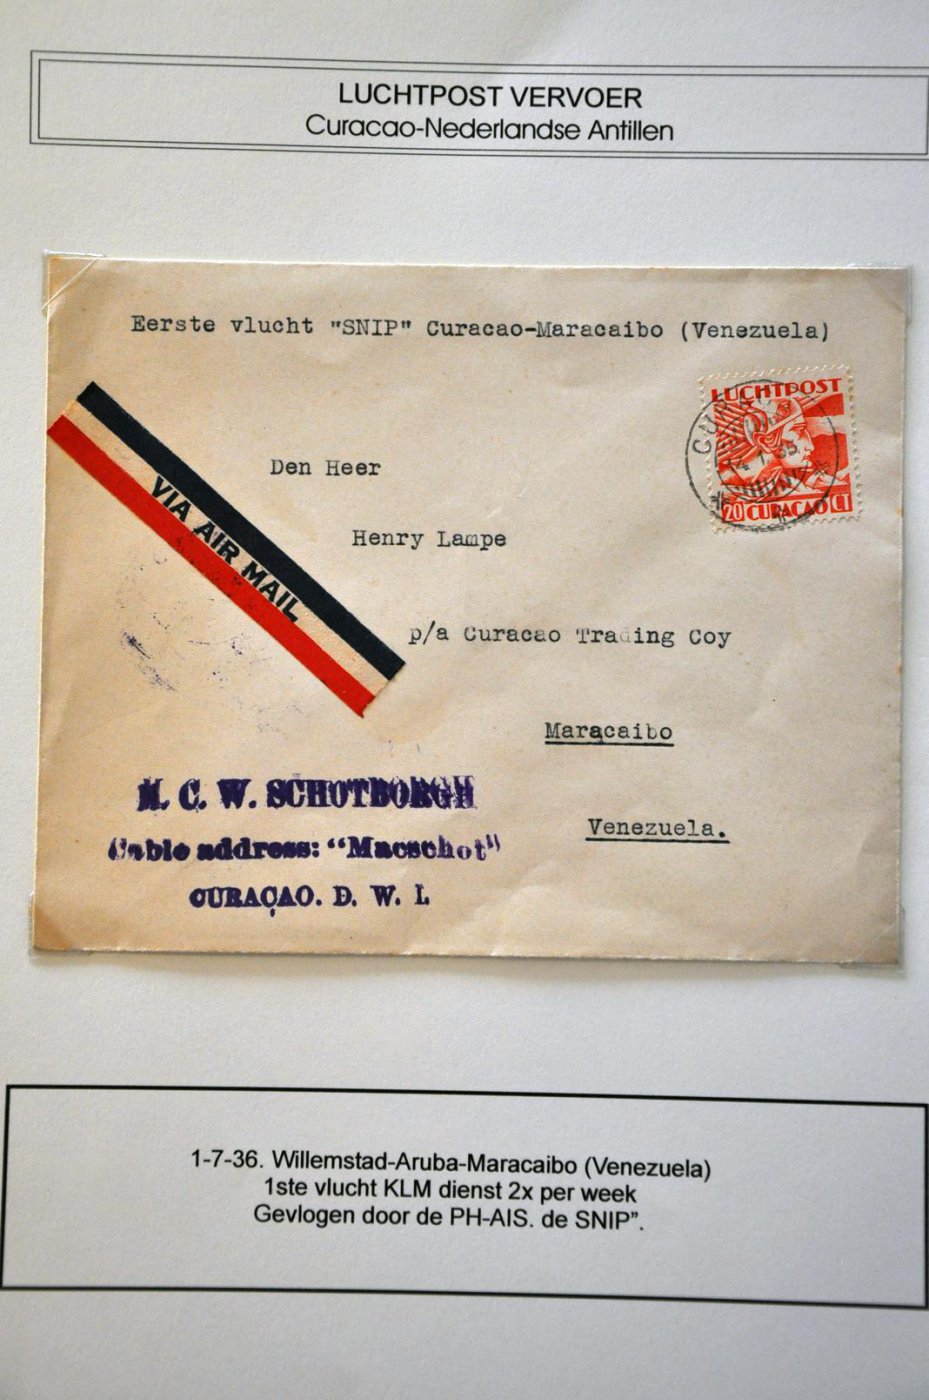 LUCHTPOST VERVOER
Curacao-Nederlandse Antillen
Eerste vlucht "SNIP" Curacao-Maracaibo (Venezuela)
LUCHTPOST
20 CURACAO CT
VIA AIR MAIL
Den Heer
Henry Lampe
p/a Curacao Trading Coy
Maracaibo
Venezuela.
M. C. W. SCHOTBORGH
Cable address: "Macschot"
CURAÇAO. D. W. I.
1-7-36. Willemstad-Aruba-Maracaibo (Venezuela)
1ste vlucht KLM dienst 2x per week
Gevlogen door de PH-AIS. de SNIP”.